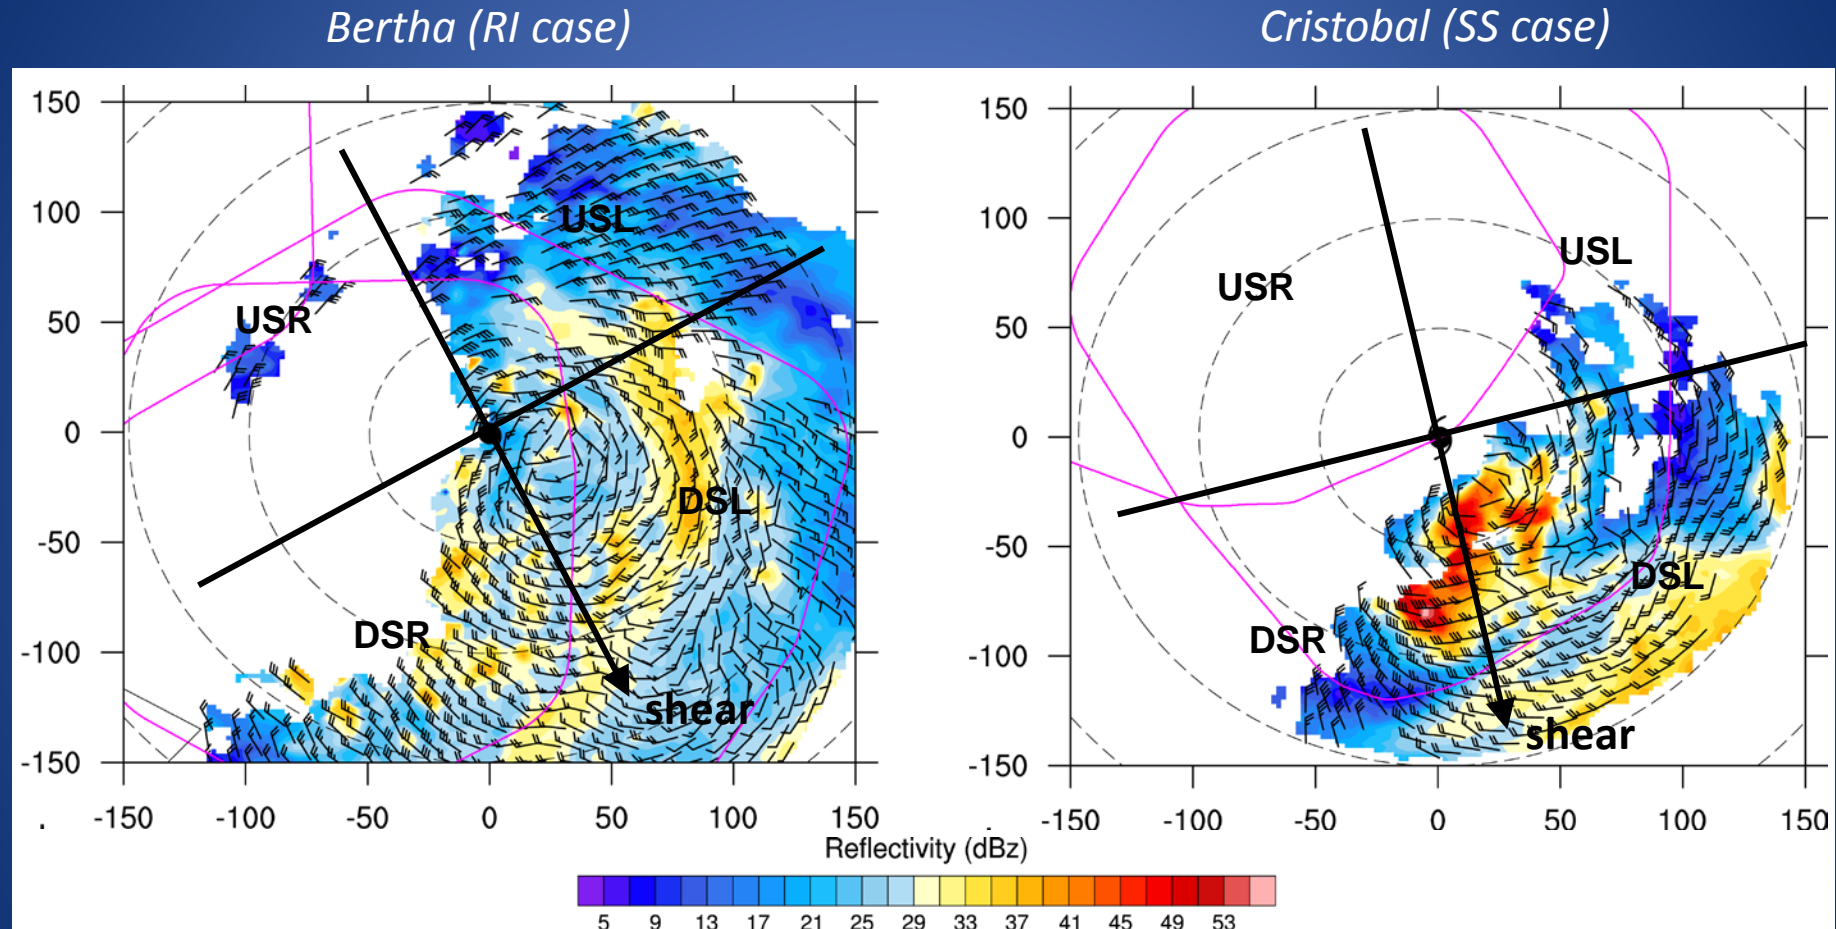 Bertha (RI case)
Cristobal (SS case)
150
100
50
0
-50
-100
-150
-150 -100 -50 0 50 100 150
USL
USR
DSL
DSR
shear
150
100
50
0
-50
-100
-150
-150 -100 -50 0 50 100 150
USL
USR
DSL
DSR
shear
Reflectivity (dBz)
5 9 13 17 21 25 29 33 37 41 45 49 53